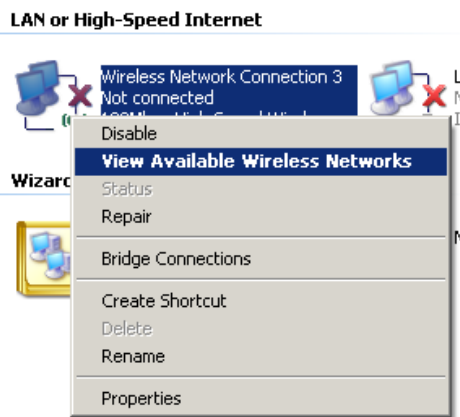 LAN or High-Speed Internet
Wireless Network Connection 3
Not connected
Disable
View Available Wireless Networks
Status
Repair
Bridge Connections
Create Shortcut
Delete
Rename
Properties